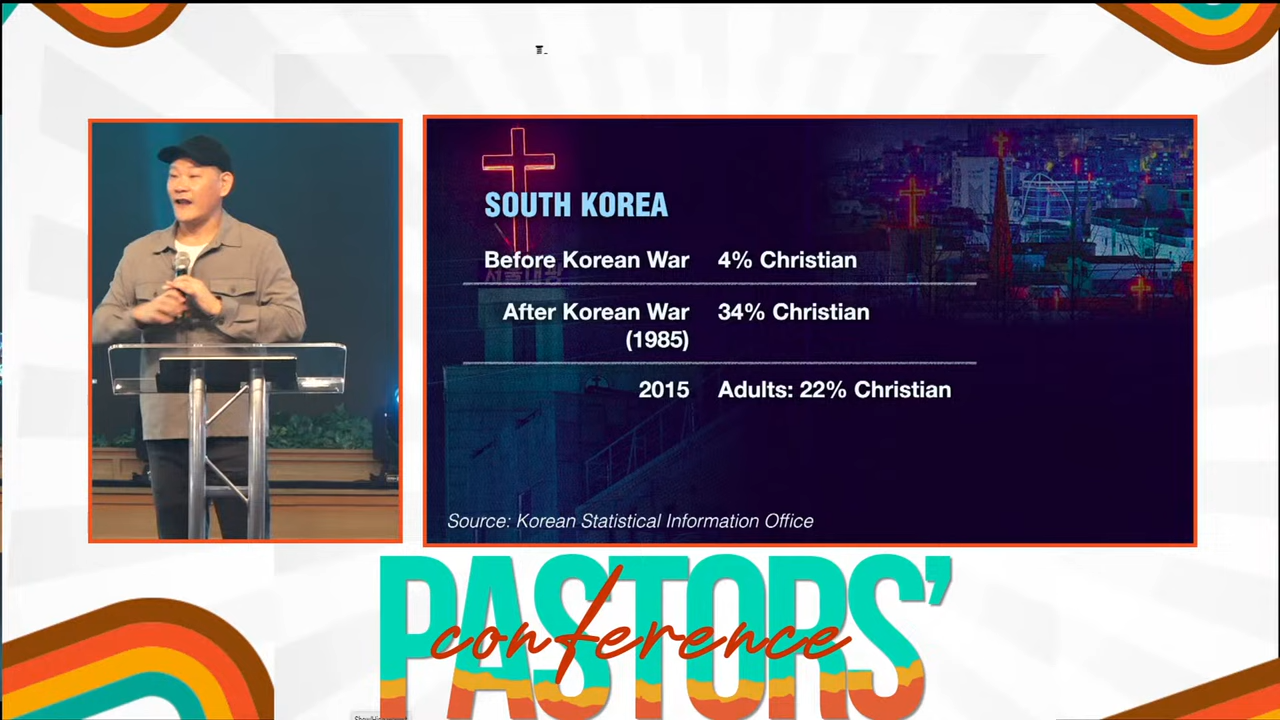 SOUTH KOREA
Before Korean War 4% Christian
After Korean War 34% Christian
(1985)
2015 Adults: 22% Christian
Source: Korean Statistical Information Office
PASTORS’
conference